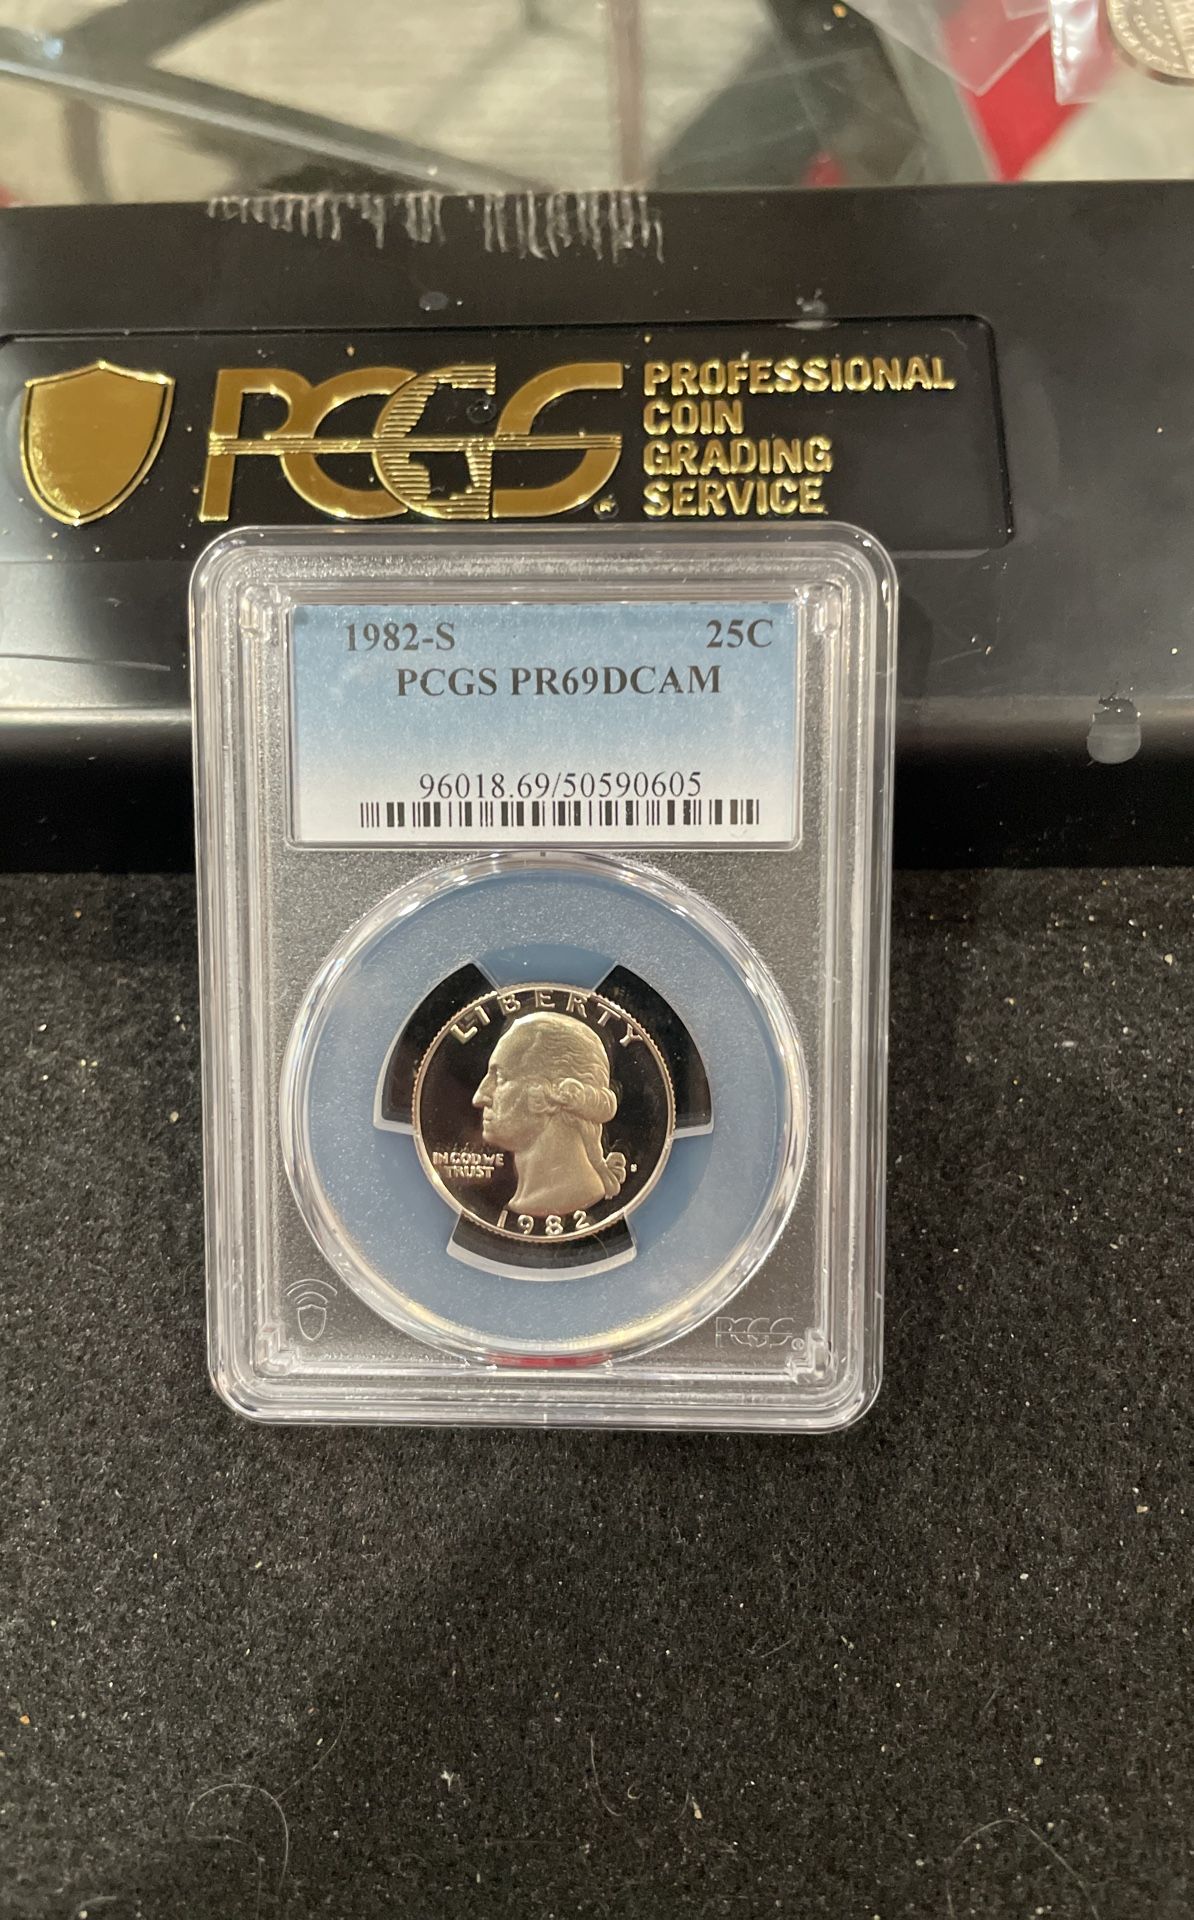 PCGS
PROFESSIONAL
COIN
GRADING
SERVICE
1982-S 25C
PCGS PR69DCAM
96018.69/50590605
LIBERTY
IN GOD WE
TRUST
S
1982
PCGS